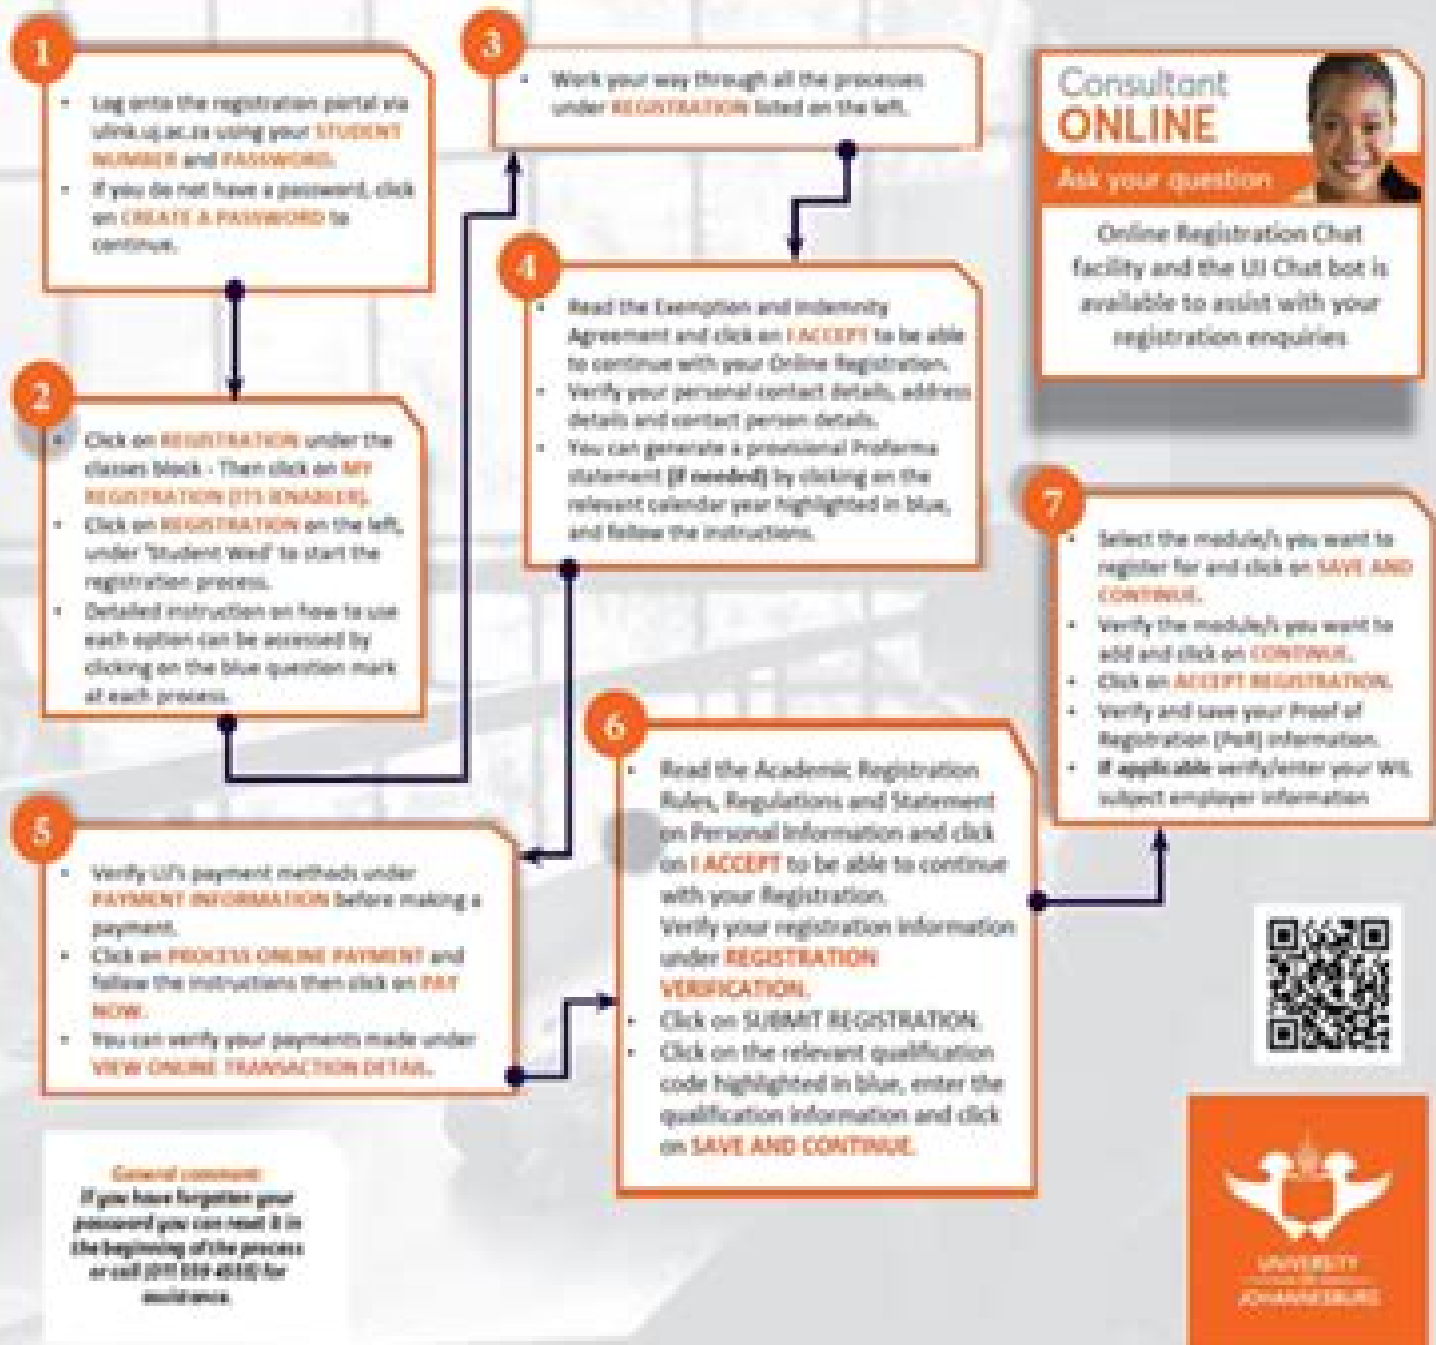 1
• Log onto the registration portal via
ulink.uj.ac.za using your STUDENT
NUMBER and PASSWORD.
• If you do not have a password, click
on CREATE A PASSWORD to
continue.
2
• Click on REGISTRATION under the
classes block - Then click on MY
REGISTRATION (ITS IENABLER).
• Click on REGISTRATION on the left,
under 'Student Wed' to start the
registration process.
• Detailed instruction on how to use
each option can be accessed by
clicking on the blue question mark
at each process.
3
• Work your way through all the processes
under REGISTRATION listed on the left.
4
• Read the Exemption and Indemnity
Agreement and click on I ACCEPT to be able
to continue with your Online Registration.
• Verify your personal contact details, address
details and contact person details.
• You can generate a provisional Proforma
statement (if needed) by clicking on the
relevant calendar year highlighted in blue,
and follow the instructions.
5
• Verify UJ's payment methods under
PAYMENT INFORMATION before making a
payment.
• Click on PROCESS ONLINE PAYMENT and
follow the instructions then click on PAY
NOW.
• You can verify your payments made under
VIEW ONLINE TRANSACTION DETAIL.
6
• Read the Academic Registration
Rules, Regulations and Statement
on Personal Information and click
on I ACCEPT to be able to continue
with your Registration.
Verify your registration information
under REGISTRATION
VERIFICATION.
• Click on SUBMIT REGISTRATION.
• Click on the relevant qualification
code highlighted in blue, enter the
qualification information and click
on SAVE AND CONTINUE.
7
• Select the module/s you want to
register for and click on SAVE AND
CONTINUE.
• Verify the module/s you want to
add and click on CONTINUE.
• Click on ACCEPT REGISTRATION.
• Verify and save your Proof of
Registration (PoR) information.
• If applicable verify/enter your WIL
subject employer information
Consultant
ONLINE
Ask your question
Online Registration Chat
facility and the UJ Chat bot is
available to assist with your
registration enquiries
General comment:
If you have forgotten your
password you can reset it in
the beginning of the process
or call (011 559 4555) for
assistance.
UNIVERSITY
OF
JOHANNESBURG